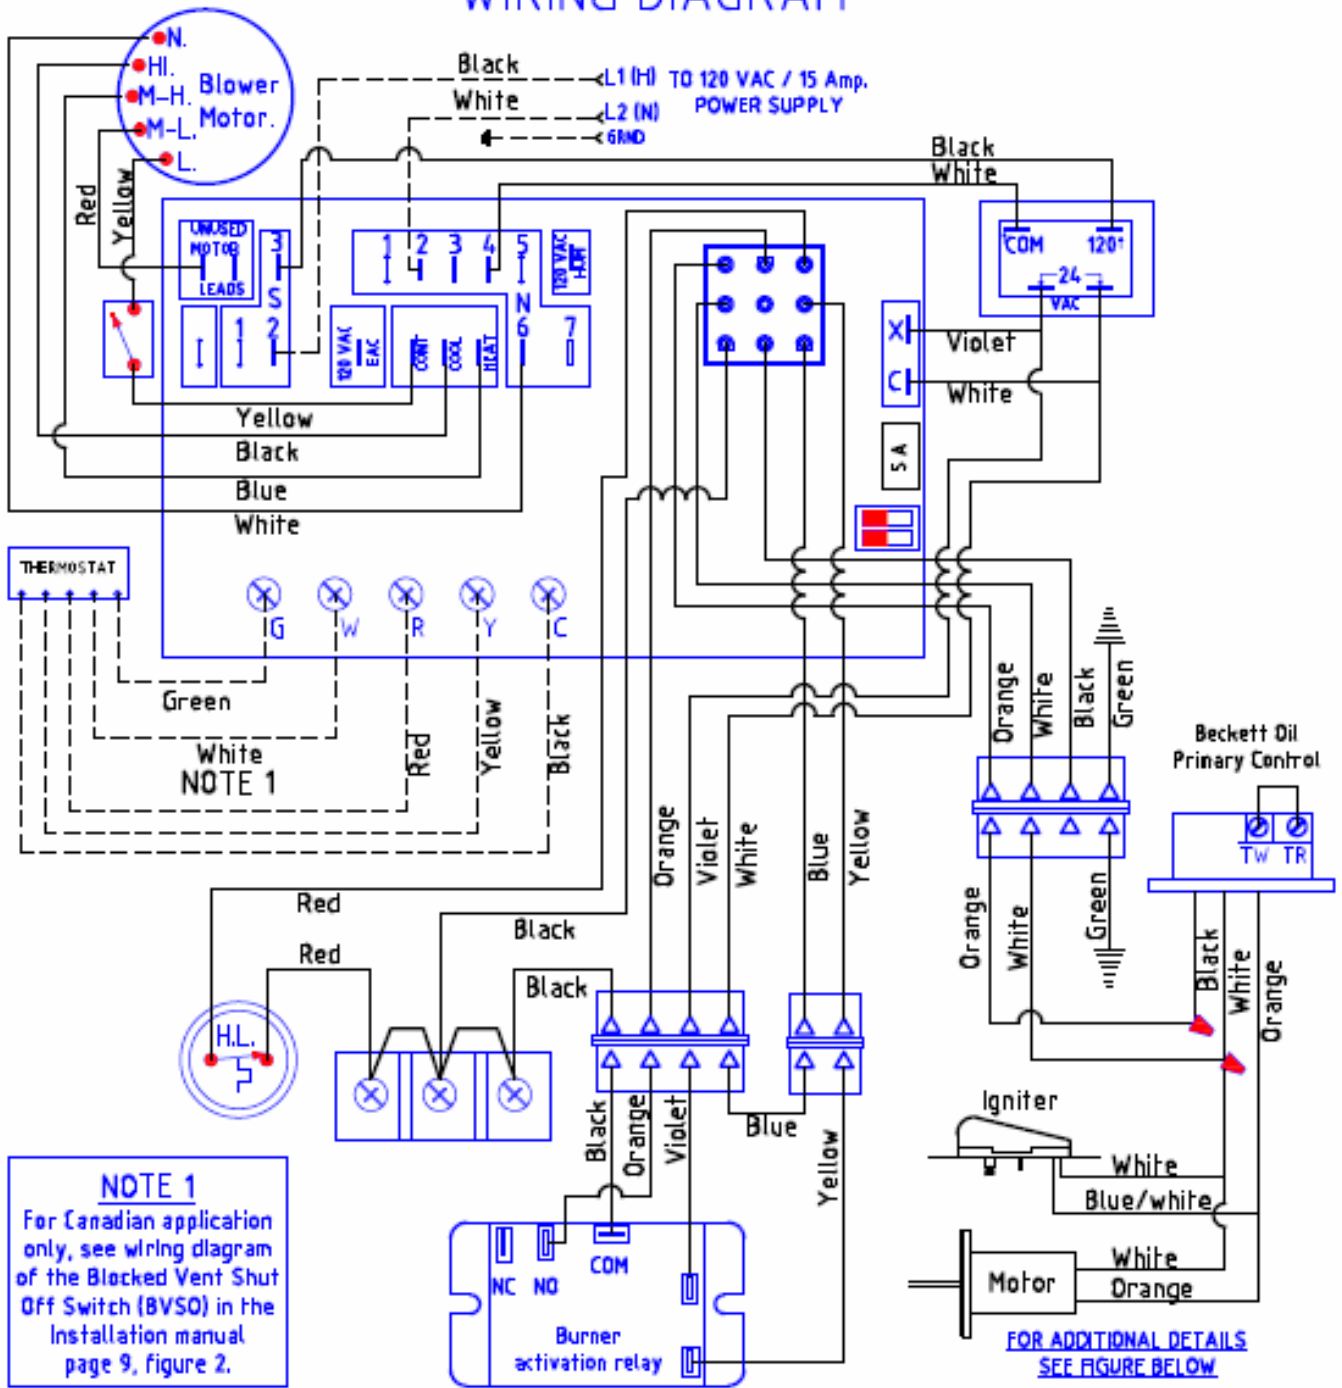 WIRING DIAGRAM
N.
HI.
M-H.
M-L.
L.
Blower
Motor.
Black
White
L1 (H)
L2 (N)
GRND
TO 120 VAC / 15 Amp.
POWER SUPPLY
Black
White
Red
Yellow
UNUSED
MOTOR
LEADS
3
S
1
2
1
2
3
4
5
N
6
7
120 VAC
HUM
120 VAC
EAC
CONT
COOL
HEAT
COM
120+
24
VAC
X
C
Violet
White
5 A
Yellow
Black
Blue
White
THERMOSTAT
G
W
R
Y
C
Green
White
NOTE 1
Red
Yellow
Black
Orange
White
Black
Green
Beckett Oil
Primary Control
TW
TR
Orange
Violet
White
Blue
Yellow
Orange
White
Green
Black
White
Orange
Red
Black
Red
Black
H.L.
Black
Orange
Violet
Blue
Yellow
Igniter
White
Blue/white
White
Orange
Motor
NC
NO
COM
Burner
activation relay
NOTE 1
For Canadian application
only, see wiring diagram
of the Blocked Vent Shut
Off Switch (BVSO) in the
Installation manual
page 9, figure 2.
FOR ADDITIONAL DETAILS
SEE FIGURE BELOW